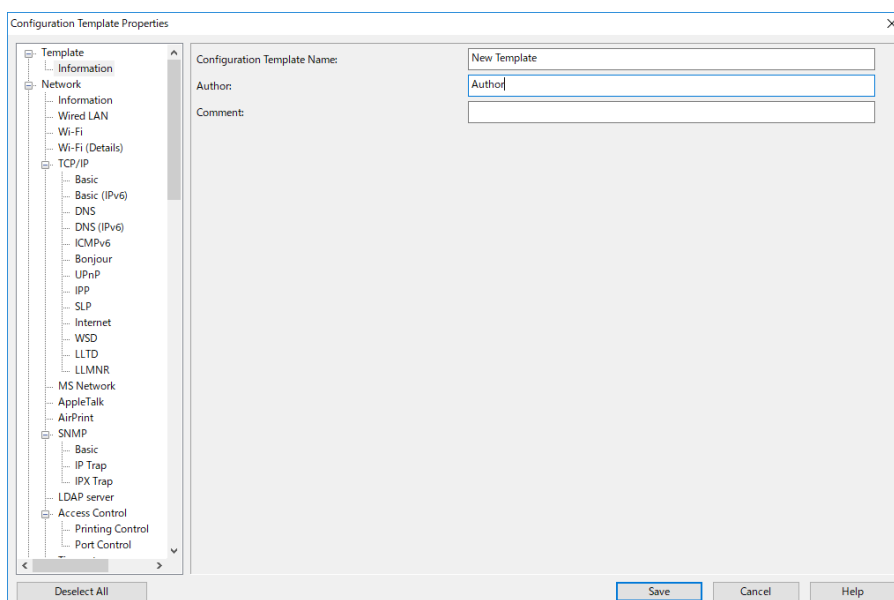 Configuration Template Properties
Template
Information
Network
Information
Wired LAN
Wi-Fi
Wi-Fi (Details)
TCP/IP
Basic
Basic (IPv6)
DNS
DNS (IPv6)
ICMPv6
Bonjour
UPnP
IPP
SLP
Internet
WSD
LLTD
LLMNR
MS Network
AppleTalk
AirPrint
SNMP
Basic
IP Trap
IPX Trap
LDAP server
Access Control
Printing Control
Port Control
Configuration Template Name: New Template
Author: Author
Comment:
Deselect All Save Cancel Help